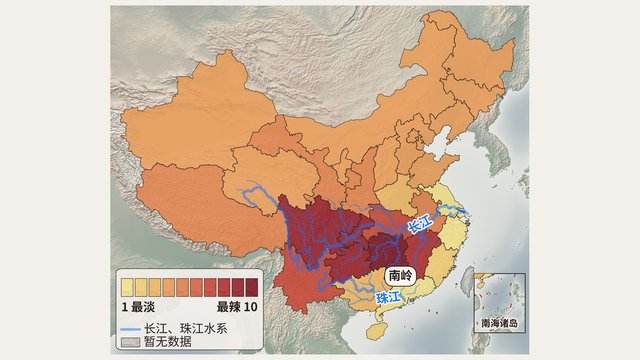 长江
南岭
珠江
1 最淡 最辣 10
长江、珠江水系
暂无数据
南海诸岛